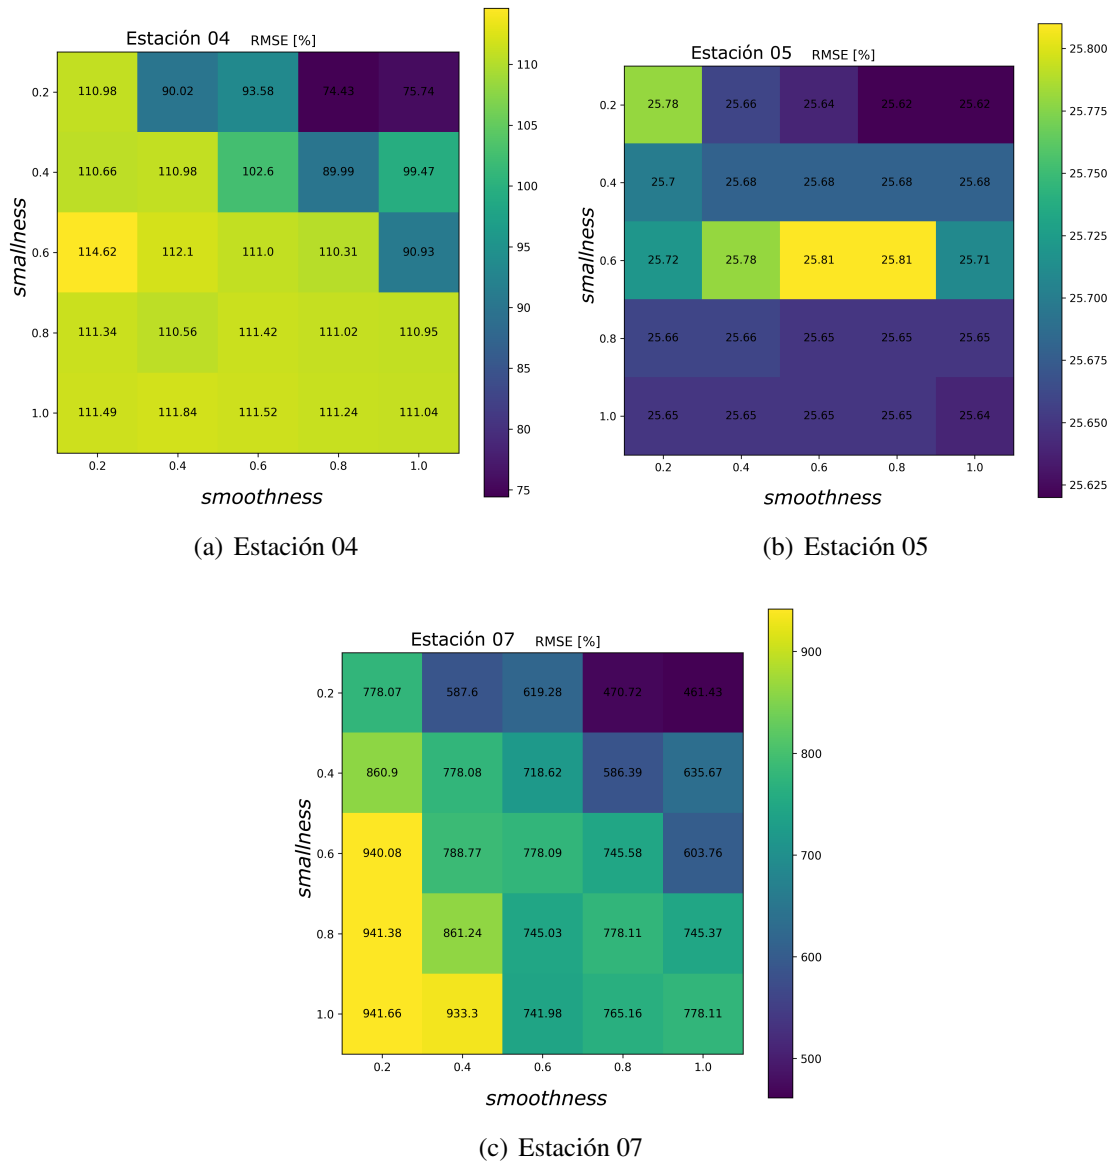 Estación 04 RMSE [%]
110
105
100
95
90
85
80
75
smallness
0.2 110.98 90.02 93.58 74.43 75.74
0.4 110.66 110.98 102.6 89.99 99.47
0.6 114.62 112.1 111.0 110.31 90.93
0.8 111.34 110.56 111.42 111.02 110.95
1.0 111.49 111.84 111.52 111.24 111.04
0.2 0.4 0.6 0.8 1.0
smoothness
(a) Estación 04
Estación 05 RMSE [%]
25.800
25.775
25.750
25.725
25.700
25.675
25.650
25.625
smallness
0.2 25.78 25.66 25.64 25.62 25.62
0.4 25.7 25.68 25.68 25.68 25.68
0.6 25.72 25.78 25.81 25.81 25.71
0.8 25.66 25.66 25.65 25.65 25.65
1.0 25.65 25.65 25.65 25.65 25.64
0.2 0.4 0.6 0.8 1.0
smoothness
(b) Estación 05
Estación 07 RMSE [%]
900
800
700
600
500
smallness
0.2 778.07 587.6 619.28 470.72 461.43
0.4 860.9 778.08 718.62 586.39 635.67
0.6 940.08 788.77 778.09 745.58 603.76
0.8 941.38 861.24 745.03 778.11 745.37
1.0 941.66 933.3 741.98 765.16 778.11
0.2 0.4 0.6 0.8 1.0
smoothness
(c) Estación 07